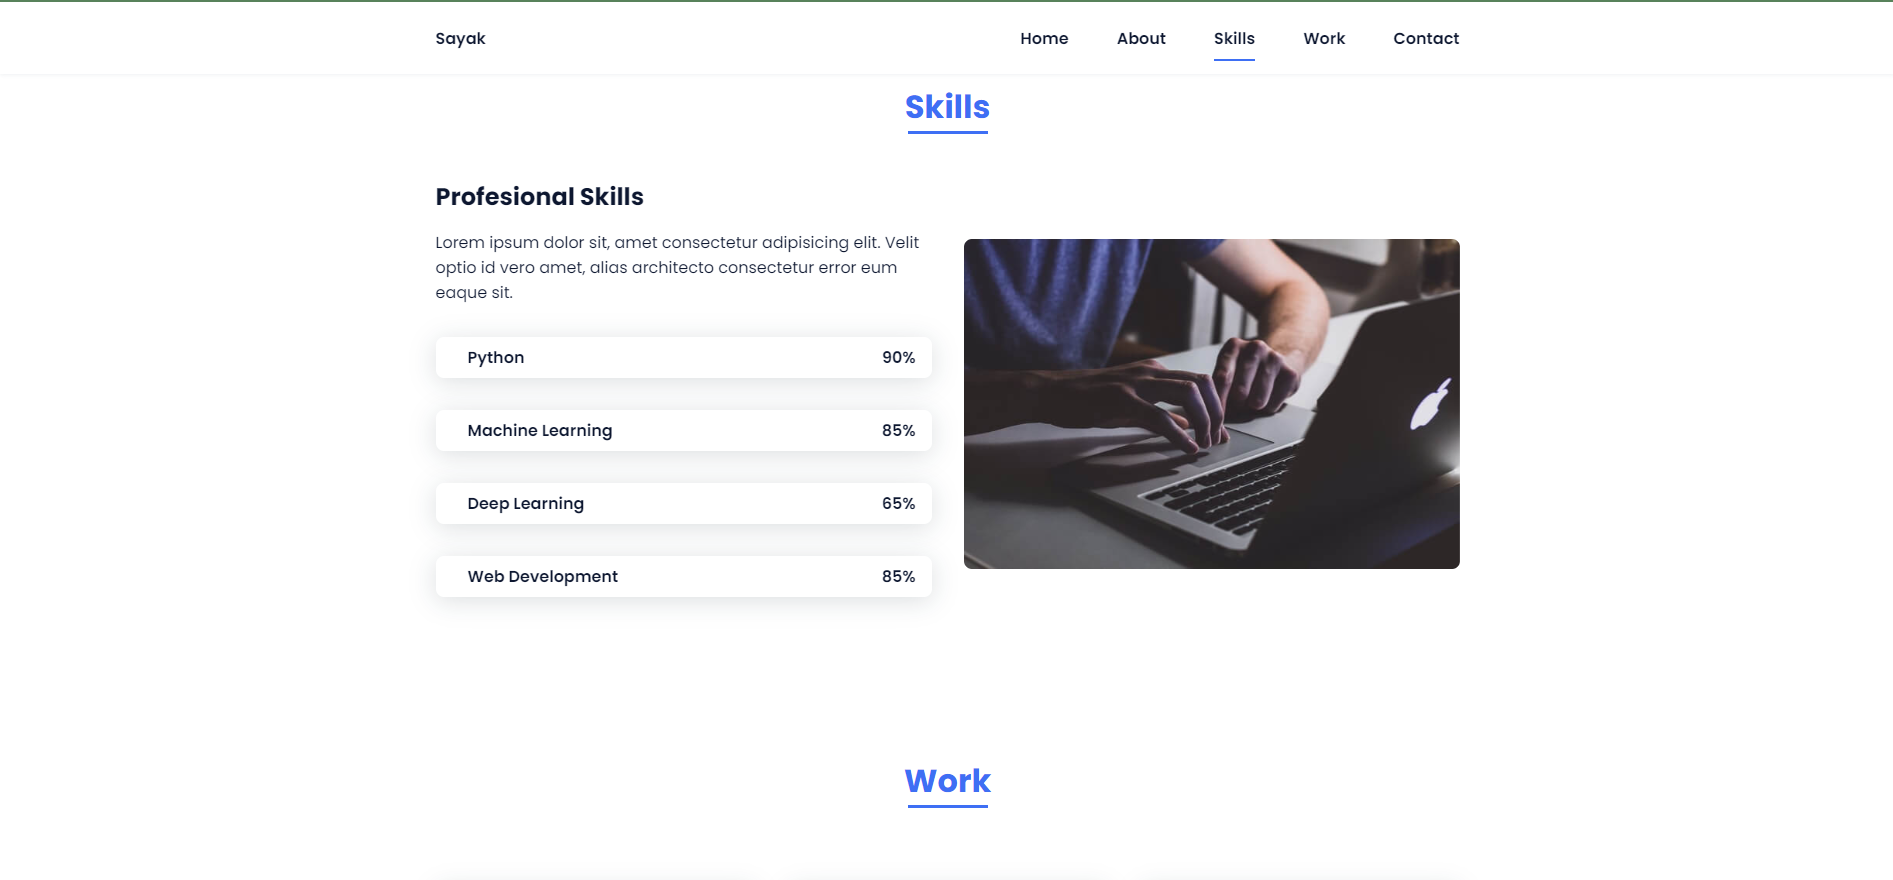 Sayak
Home
About
Skills
Work
Contact
Skills
Profesional Skills
Lorem ipsum dolor sit, amet consectetur adipisicing elit. Velit
optio id vero amet, alias architecto consectetur error eum
eaque sit.
Python 90%
Machine Learning 85%
Deep Learning 65%
Web Development 85%
Work